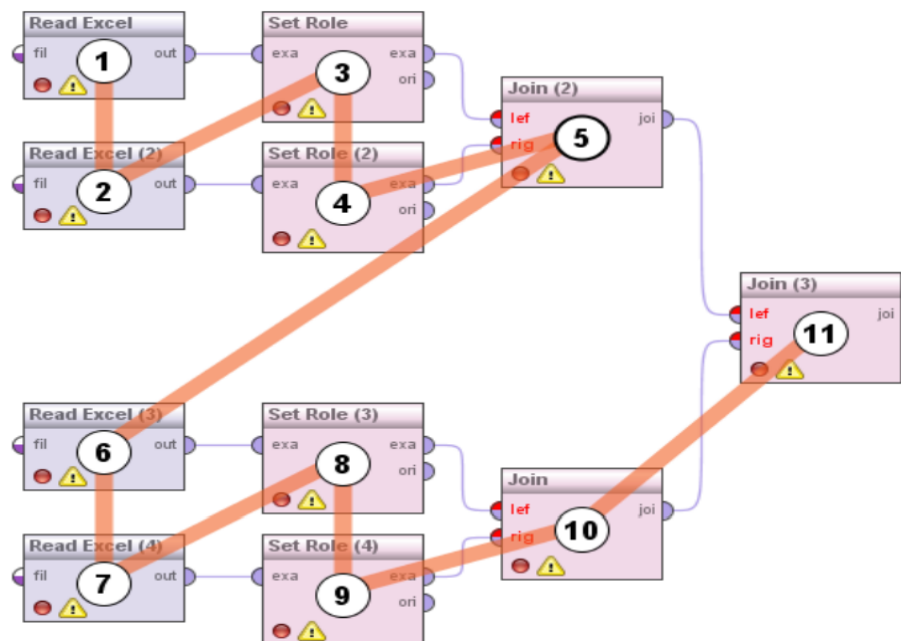 Read Excel
fil
out
1
Set Role
exa
exa
ori
3
Read Excel (2)
fil
out
2
Set Role (2)
exa
exa
ori
4
Join (2)
lef
rig
joi
5
Join (3)
lef
rig
joi
11
Read Excel (3)
fil
out
6
Set Role (3)
exa
exa
ori
8
Read Excel (4)
fil
out
7
Set Role (4)
exa
exa
ori
9
Join
lef
rig
joi
10